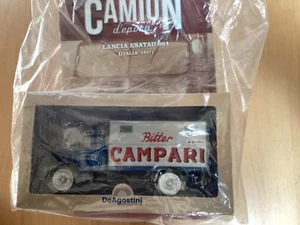 CAMION
d'epoca
LANCIA ESATAU 864
Bitter
CAMPARI
DeAgostini